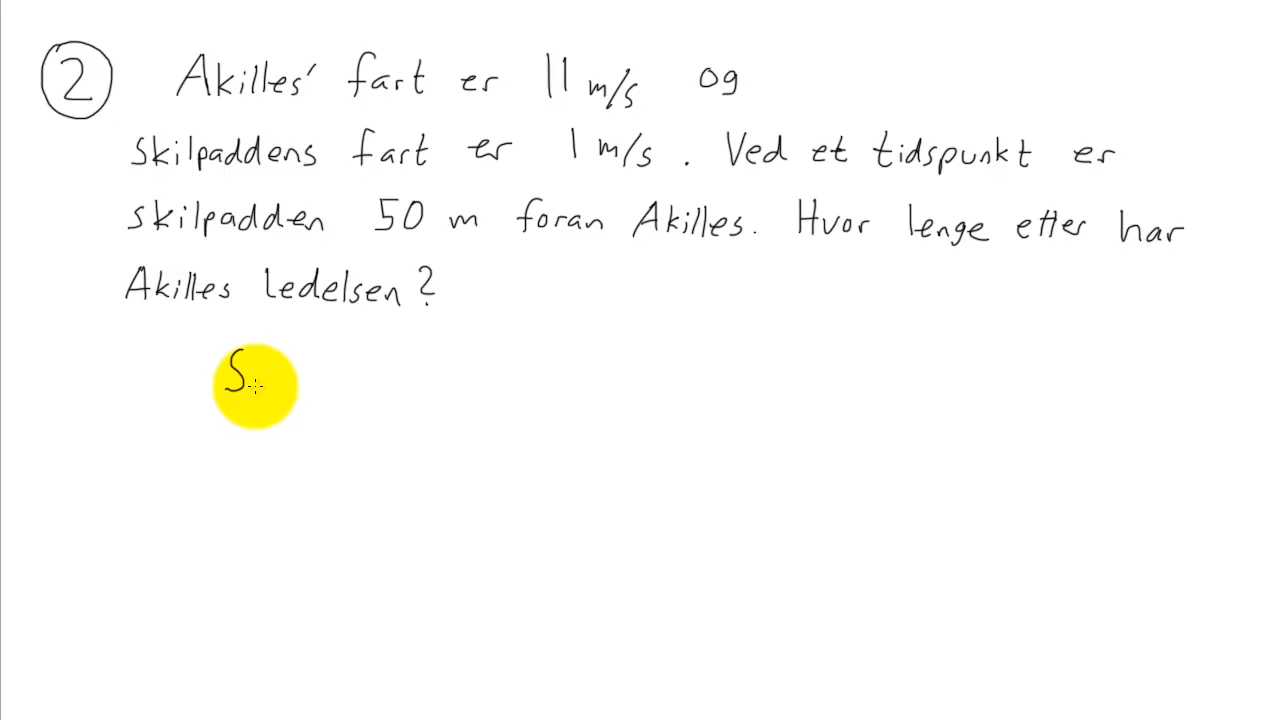 2 Akilles' fart er 11 m/s og
skilpaddens fart er 1 m/s. Ved et tidspunkt er
skilpadden 50 m foran Akilles. Hvor lenge etter har
Akilles ledelsen?
S